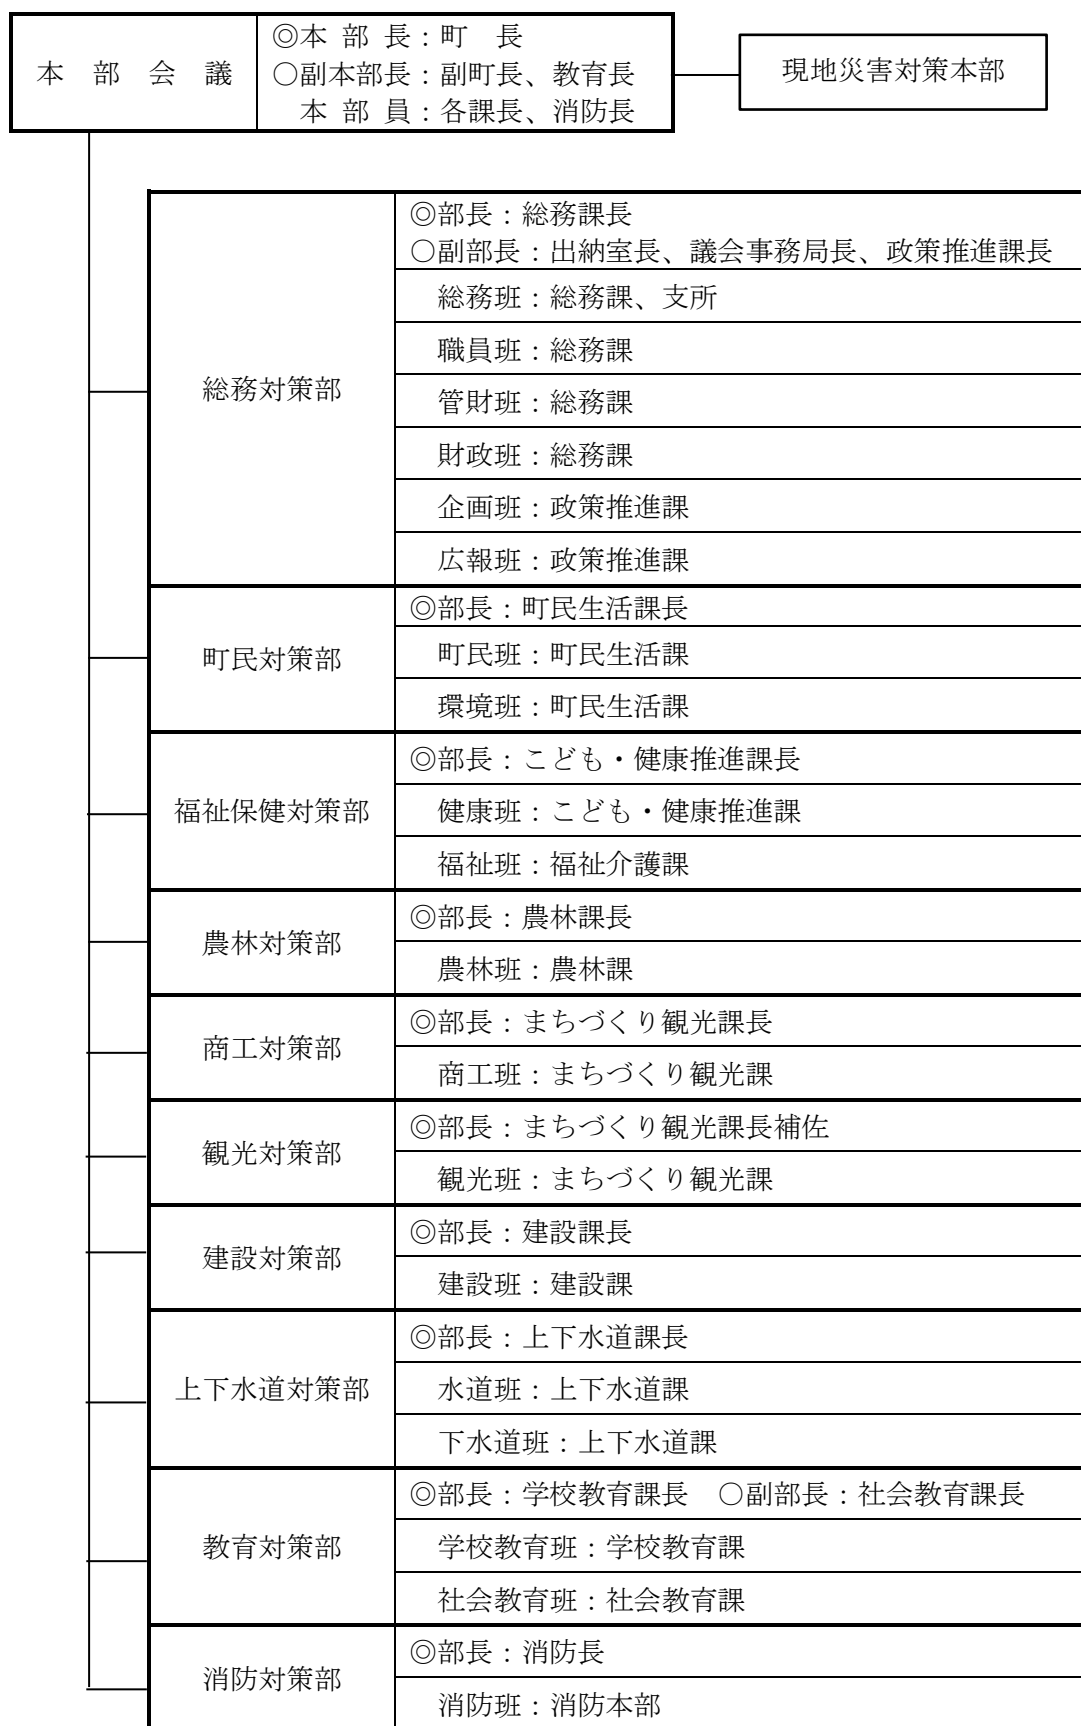 本部会議
◎本部長：町　長
○副本部長：副町長、教育長
本部員：各課長、消防長
現地災害対策本部
総務対策部
◎部長：総務課長
○副部長：出納室長、議会事務局長、政策推進課長
総務班：総務課、支所
職員班：総務課
管財班：総務課
財政班：総務課
企画班：政策推進課
広報班：政策推進課
町民対策部
◎部長：町民生活課長
町民班：町民生活課
環境班：町民生活課
福祉保健対策部
◎部長：こども・健康推進課長
健康班：こども・健康推進課
福祉班：福祉介護課
農林対策部
◎部長：農林課長
農林班：農林課
商工対策部
◎部長：まちづくり観光課長
商工班：まちづくり観光課
観光対策部
◎部長：まちづくり観光課長補佐
観光班：まちづくり観光課
建設対策部
◎部長：建設課長
建設班：建設課
上下水道対策部
◎部長：上下水道課長
水道班：上下水道課
下水道班：上下水道課
教育対策部
◎部長：学校教育課長　○副部長：社会教育課長
学校教育班：学校教育課
社会教育班：社会教育課
消防対策部
◎部長：消防長
消防班：消防本部